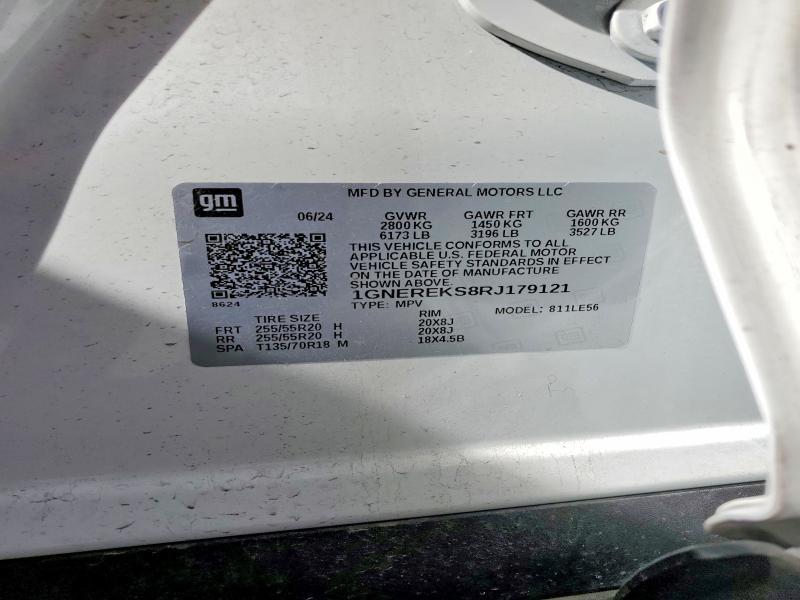 gm
MFD BY GENERAL MOTORS LLC
06/24 GVWR GAWR FRT GAWR RR
2800 KG 1450 KG 1600 KG
6173 LB 3196 LB 3527 LB
THIS VEHICLE CONFORMS TO ALL
APPLICABLE U.S. FEDERAL MOTOR
VEHICLE SAFETY STANDARDS IN EFFECT
ON THE DATE OF MANUFACTURE
SHOWN ABOVE.
1GNEREKS8RJ179121
8624
TYPE: MPV MODEL: 811LE56
TIRE SIZE RIM
FRT 255/55R20 H 20X8J
RR 255/55R20 H 20X8J
SPA T135/70R18 M 18X4.5B